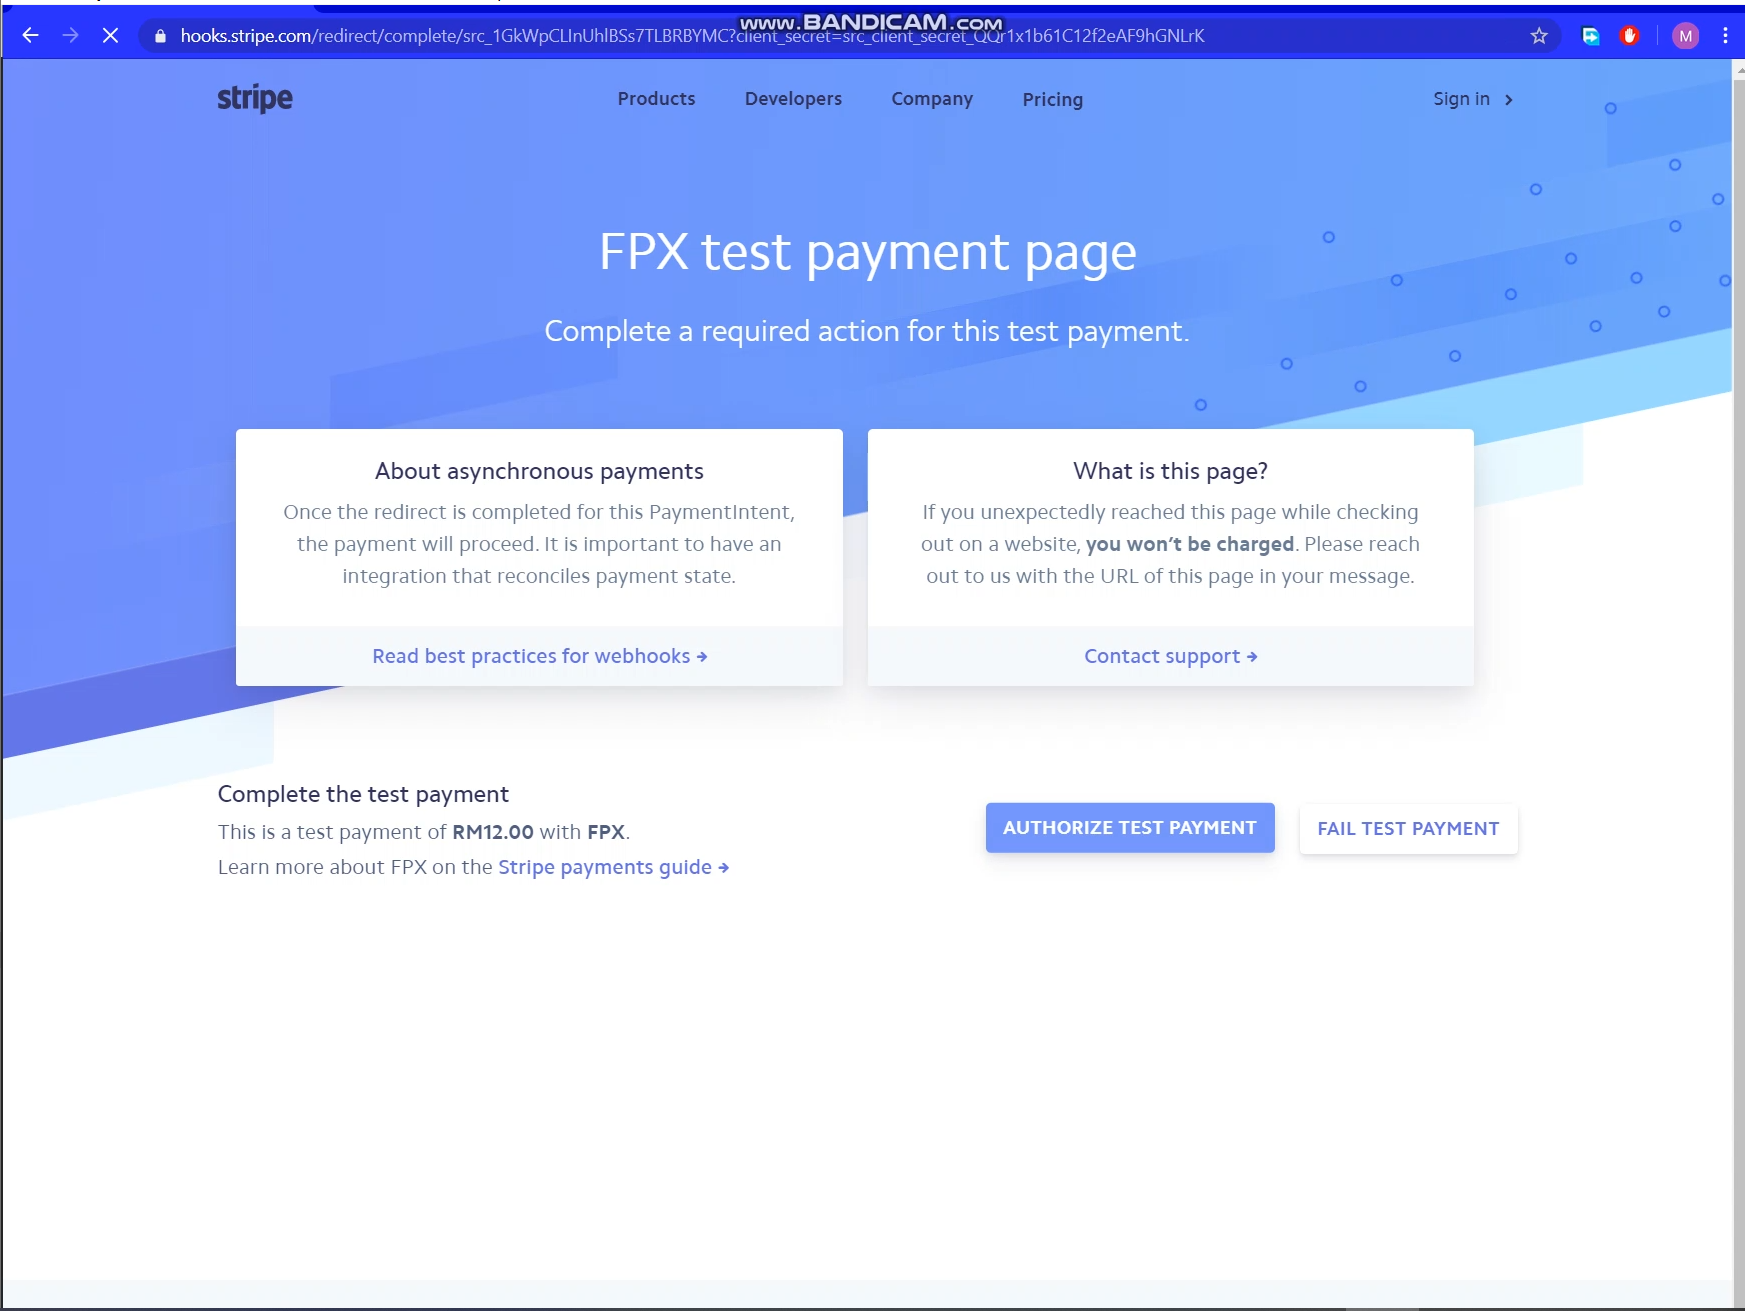 www.BANDICAM.com
hooks.stripe.com/redirect/complete/src_1GkWpCLInUhlBSs7TLBRBYMC?client_secret=src_client_secret_QQr1x1b61C12f2eAF9hGNLrK
M
stripe
Products
Developers
Company
Pricing
Sign in
FPX test payment page
Complete a required action for this test payment.
About asynchronous payments
Once the redirect is completed for this PaymentIntent,
the payment will proceed. It is important to have an
integration that reconciles payment state.
Read best practices for webhooks →
What is this page?
If you unexpectedly reached this page while checking
out on a website, you won't be charged. Please reach
out to us with the URL of this page in your message.
Contact support →
Complete the test payment
This is a test payment of RM12.00 with FPX.
Learn more about FPX on the Stripe payments guide →
AUTHORIZE TEST PAYMENT
FAIL TEST PAYMENT